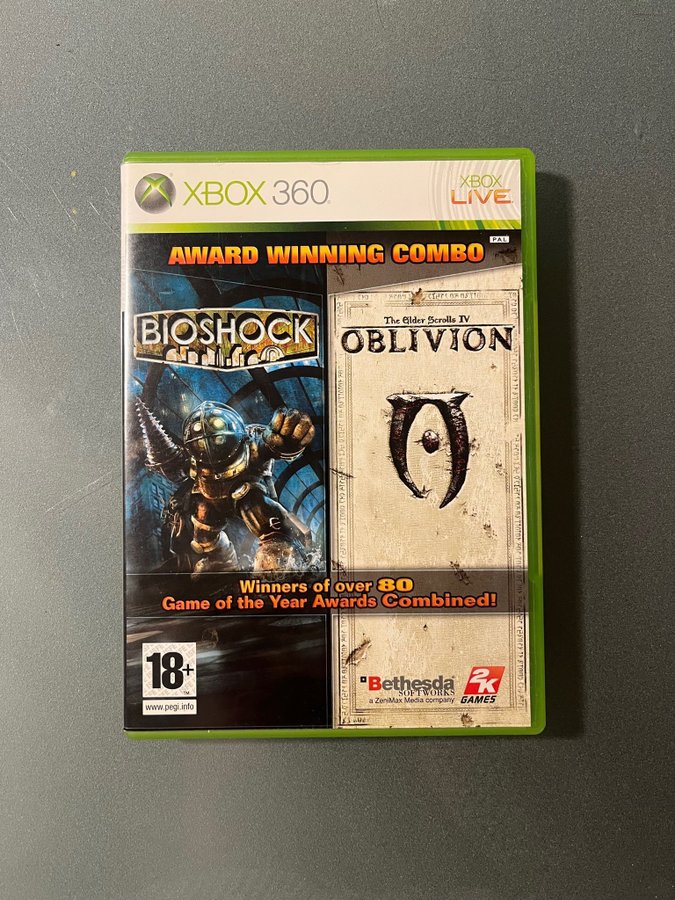 XBOX 360
XBOX
LIVE
PAL
AWARD WINNING COMBO
BIOSHOCK
The Elder Scrolls IV
OBLIVION
Winners of over 80
Game of the Year Awards Combined!
18+
www.pegi.info
Bethesda
SOFTWORKS
a ZeniMax Media company
2K
GAMES